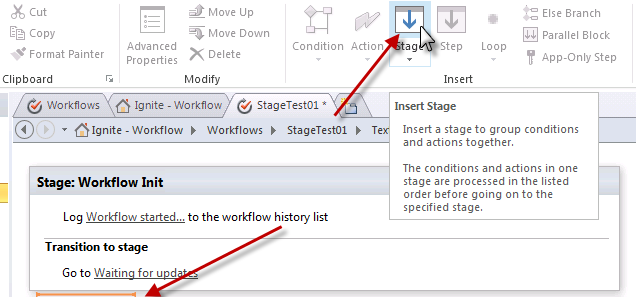 Cut
Copy
Format Painter
Clipboard
Advanced
Properties
Move Up
Move Down
Delete
Modify
Condition
Action
Stage
Step
Loop
Else Branch
Parallel Block
App-Only Step
Insert
Workflows
Ignite - Workflow
StageTest01 *
Ignite - Workflow
Workflows
StageTest01
Insert Stage
Insert a stage to group conditions
and actions together.
The conditions and actions in one
stage are processed in the listed
order before going on to the
specified stage.
Stage: Workflow Init
Log Workflow started... to the workflow history list
Transition to stage
Go to Waiting for updates